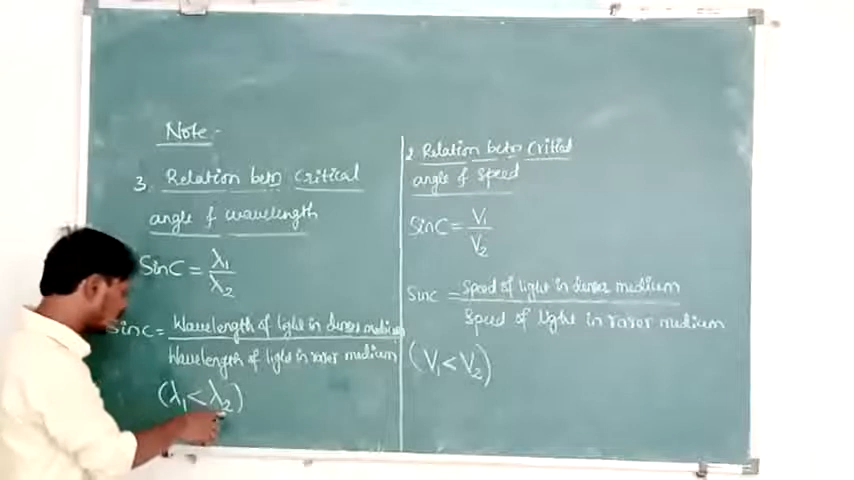 Note:-
3. Relation betn critical
angle & wavelength
SinC = λ1/λ2
SinC = Wavelength of light in denser medium
Wavelength of light in rarer medium
(λ1 < λ2)
2. Relation betn Critical
angle & Speed
SinC = V1/V2
Sinc = Speed of light in denser medium
Speed of light in rarer medium
(V1 < V2)